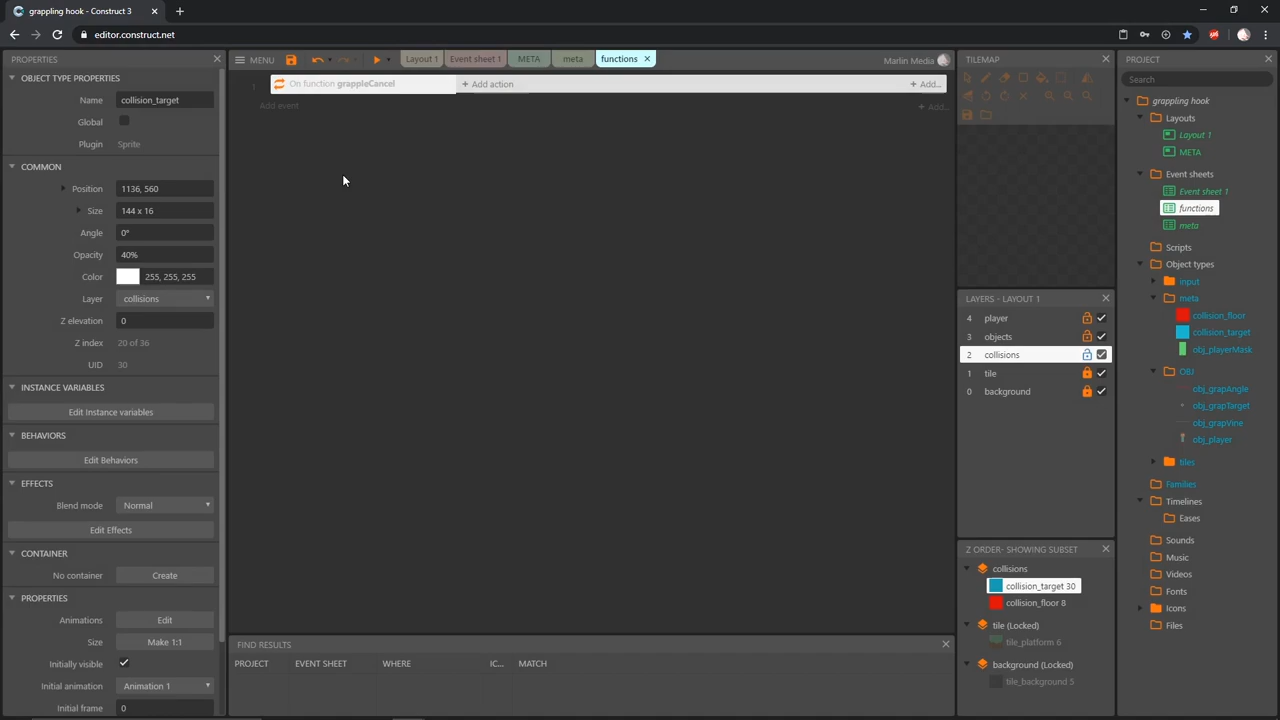 grappling hook - Construct 3
editor.construct.net
PROPERTIES
OBJECT TYPE PROPERTIES
Name collision_target
Global
Plugin Sprite
COMMON
Position 1136, 560
Size 144 x 16
Angle 0°
Opacity 40%
Color 255, 255, 255
Layer collisions
Z elevation 0
Z index 20 of 36
UID 30
INSTANCE VARIABLES
Edit Instance variables
BEHAVIORS
Edit Behaviors
EFFECTS
Blend mode Normal
Edit Effects
CONTAINER
No container Create
PROPERTIES
Animations Edit
Size Make 1:1
Initially visible
Initial animation Animation 1
Initial frame 0
MENU
Layout 1
Event sheet 1
META
meta
functions
Marlin Media
1 On function grappleCancel Add action Add...
Add event Add...
FIND RESULTS
PROJECT EVENT SHEET WHERE IC... MATCH
TILEMAP
LAYERS - LAYOUT 1
4 player
3 objects
2 collisions
1 tile
0 background
Z ORDER- SHOWING SUBSET
collisions
collision_target 30
collision_floor 8
tile (Locked)
tile_platform 6
background (Locked)
tile_background 5
PROJECT
Search
grappling hook
Layouts
Layout 1
META
Event sheets
Event sheet 1
functions
meta
Scripts
Object types
input
meta
collision_floor
collision_target
obj_playerMask
OBJ
obj_grapAngle
obj_grapTarget
obj_grapVine
obj_player
tiles
Families
Timelines
Eases
Sounds
Music
Videos
Fonts
Icons
Files